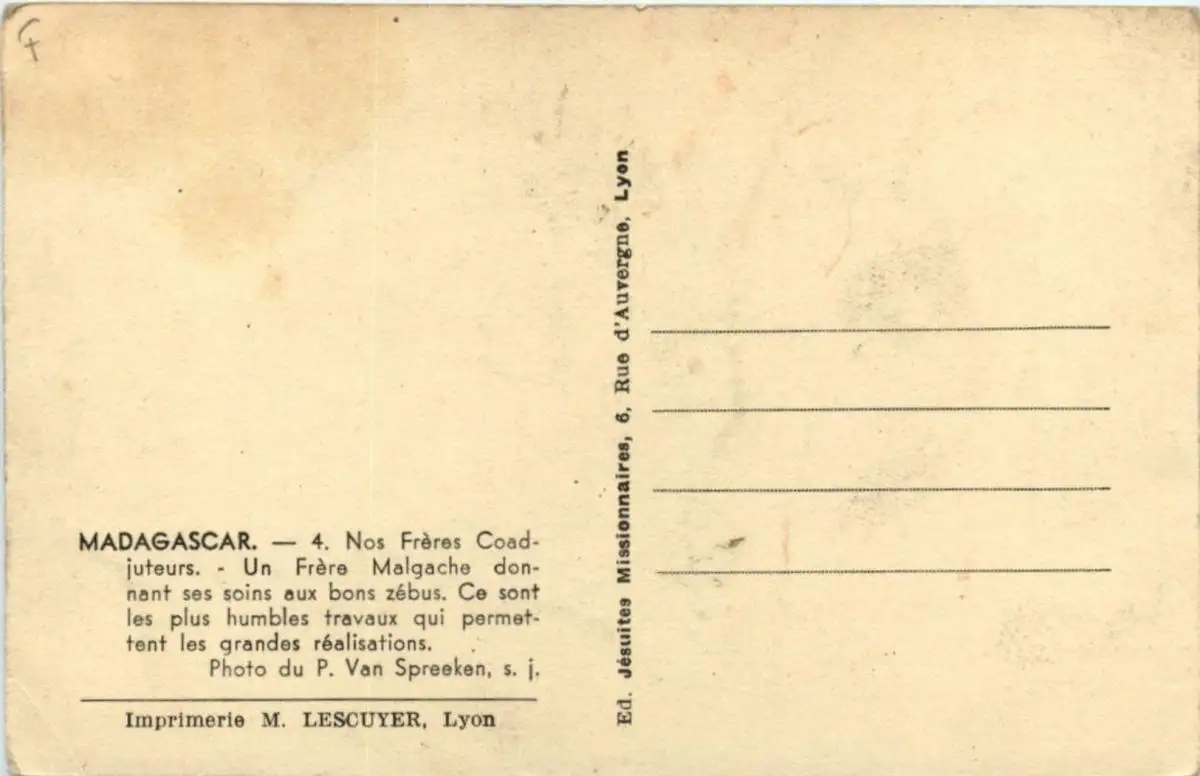 MADAGASCAR. — 4. Nos Frères Coad-
juteurs. - Un Frère Malgache don-
nant ses soins aux bons zébus. Ce sont
les plus humbles travaux qui permet-
tent les grandes réalisations.
Photo du P. Van Spreeken, s. j.
Imprimerie M. LESCUYER, Lyon
Ed. Jésuites Missionnaires, 6, Rue d'Auvergne, Lyon